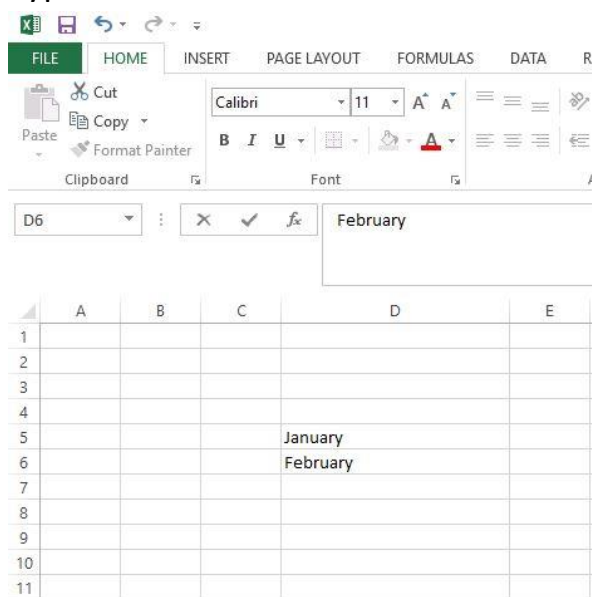 FILE HOME INSERT PAGE LAYOUT FORMULAS DATA R
Cut
Copy
Format Painter
Paste
Calibri 11 A A
B I U A
Clipboard Font
D6 fx February
A B C D E
1
2
3
4
5 January
6 February
7
8
9
10
11